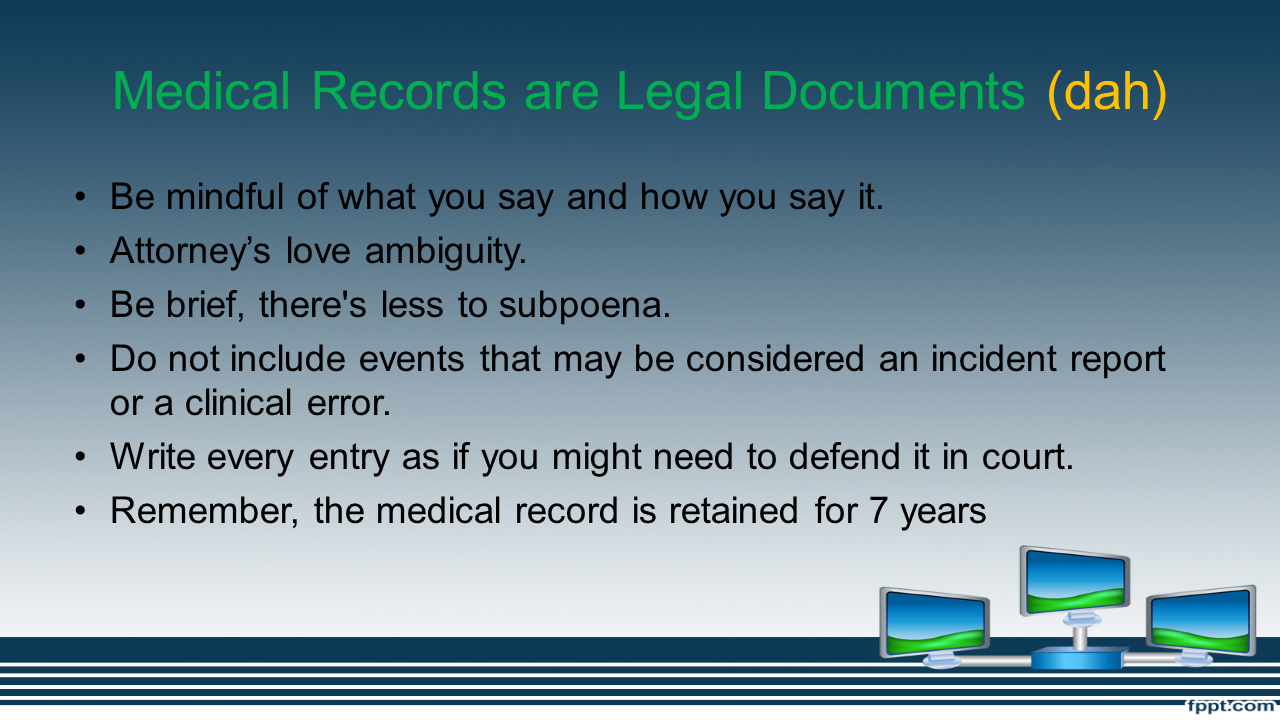 Medical Records are Legal Documents (dah)
• Be mindful of what you say and how you say it.
• Attorney’s love ambiguity.
• Be brief, there's less to subpoena.
• Do not include events that may be considered an incident report
or a clinical error.
• Write every entry as if you might need to defend it in court.
• Remember, the medical record is retained for 7 years
fppt.com